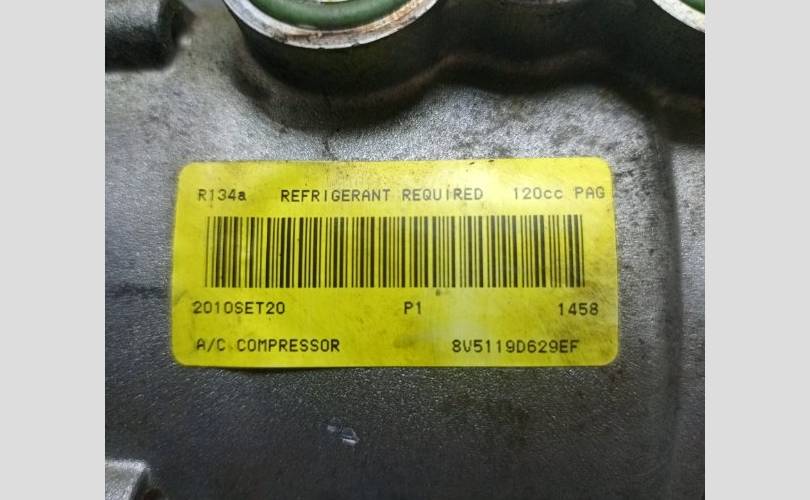 R134a REFRIGERANT REQUIRED 120cc PAG
2010SET20 P1 1458
A/C COMPRESSOR 8V5119D629EF